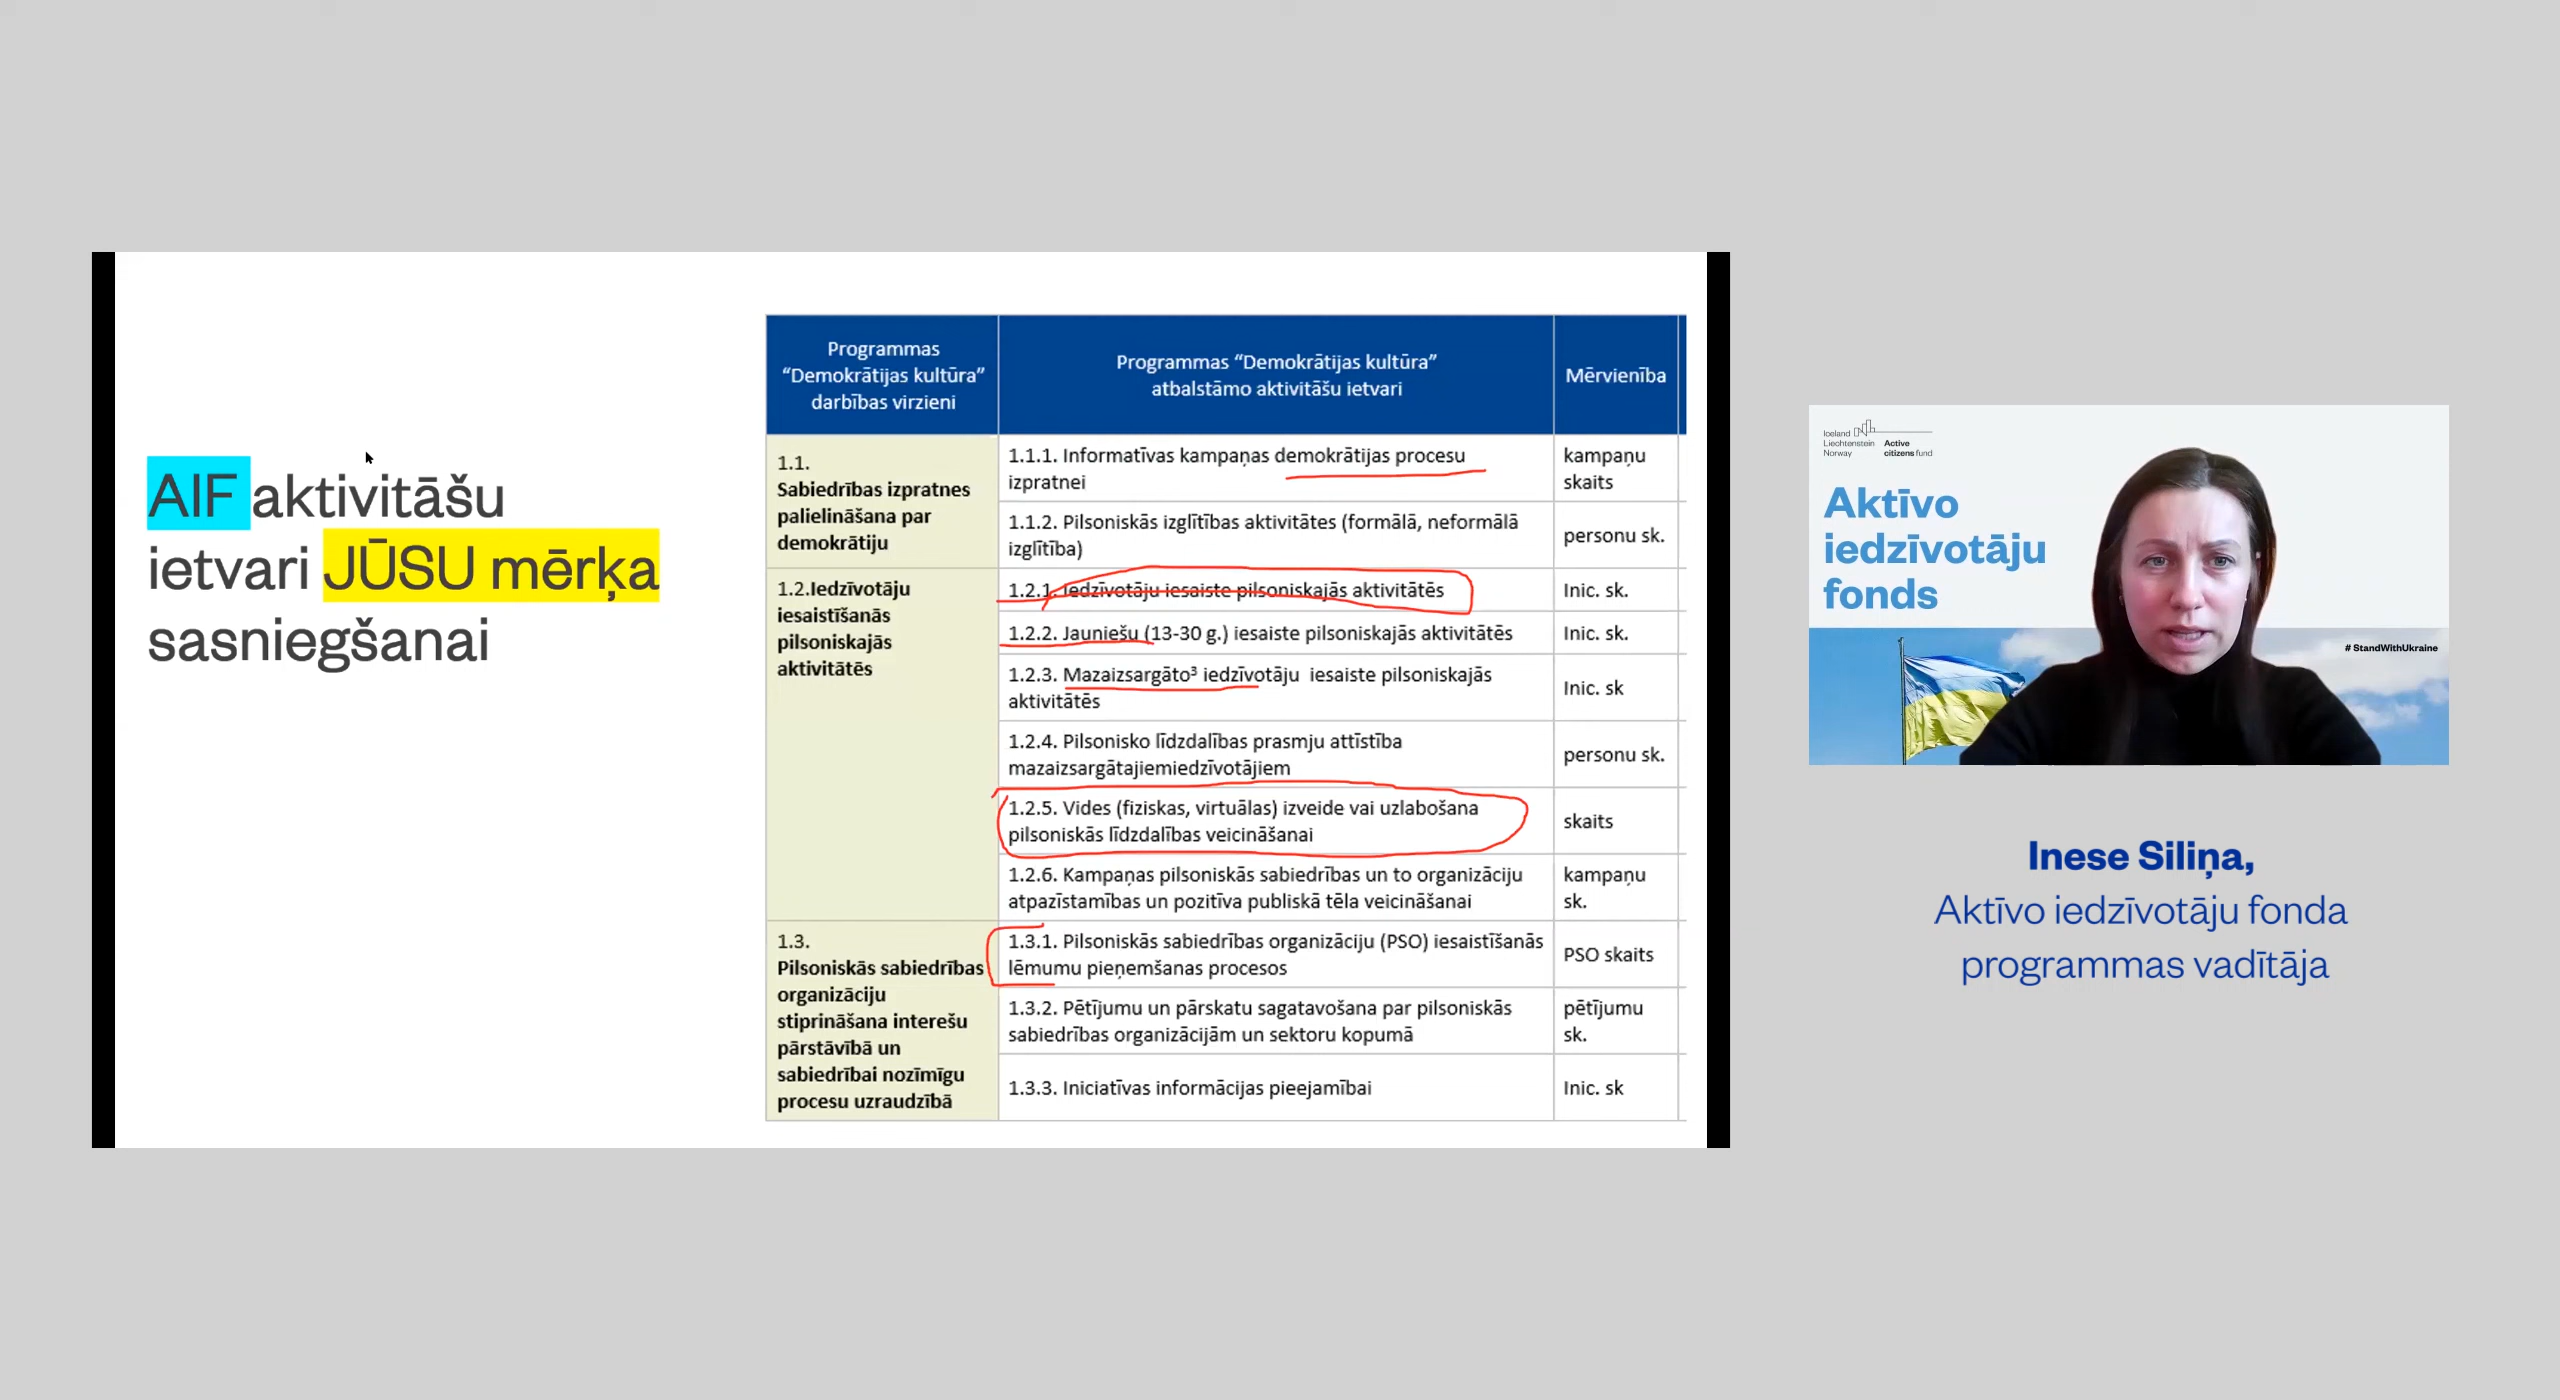 AIF aktivitāšu
ietvari JŪSU mērķa
sasniegšanai
Programmas
“Demokrātijas kultūra”
darbības virzieni
Programmas “Demokrātijas kultūra”
atbalstāmo aktivitāšu ietvari
Mērvienība
1.1.
Sabiedrības izpratnes
palielināšana par
demokrātiju
1.1.1. Informatīvas kampaņas demokrātijas procesu
izpratnei
kampaņu
skaits
1.1.2. Pilsoniskās izglītības aktivitātes (formālā, neformālā
izglītība)
personu sk.
1.2.Iedzīvotāju
iesaistīšanās
pilsoniskajās
aktivitātēs
1.2.1. Iedzīvotāju iesaiste pilsoniskajās aktivitātēs
Inic. sk.
1.2.2. Jauniešu (13-30 g.) iesaiste pilsoniskajās aktivitātēs
Inic. sk.
1.2.3. Mazaizsargāto³ iedzīvotāju iesaiste pilsoniskajās
aktivitātēs
Inic. sk
1.2.4. Pilsonisko līdzdalības prasmju attīstība
mazaizsargātajiemiedzīvotājiem
personu sk.
1.2.5. Vides (fiziskas, virtuālas) izveide vai uzlabošana
pilsoniskās līdzdalības veicināšanai
skaits
1.2.6. Kampaņas pilsoniskās sabiedrības un to organizāciju
atpazīstamības un pozitīva publiskā tēla veicināšanai
kampaņu
sk.
1.3.
Pilsoniskās sabiedrības
organizāciju
stiprināšana interešu
pārstāvībā un
sabiedrībai nozīmīgu
procesu uzraudzībā
1.3.1. Pilsoniskās sabiedrības organizāciju (PSO) iesaistīšanās
lēmumu pieņemšanas procesos
PSO skaits
1.3.2. Pētījumu un pārskatu sagatavošana par pilsoniskās
sabiedrības organizācijām un sektoru kopumā
pētījumu
sk.
1.3.3. Iniciatīvas informācijas pieejamībai
Inic. sk
Iceland
Liechtenstein Active
Norway citizens fund
Aktīvo
iedzīvotāju
fonds
# StandWithUkraine
Inese Siliņa,
Aktīvo iedzīvotāju fonda
programmas vadītāja